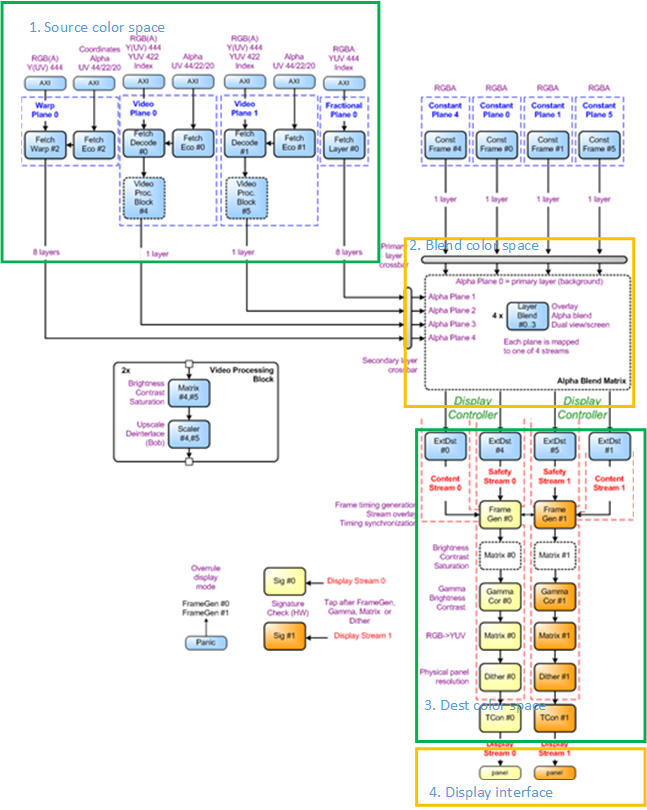 1. Source color space
RGB(A)
Y(UV) 444
Coordinates
Alpha
UV 44/22/20
RGB(A)
Y(UV) 444
YUV 422
Index
Alpha
UV 44/22/20
RGB(A)
Y(UV) 444
YUV 422
Index
Alpha
UV 44/22/20
RGBA
YUV 444
Index
RGBA
RGBA
RGBA
RGBA
AXI
AXI
AXI
AXI
AXI
AXI
AXI
Warp
Plane 0
Video
Plane 0
Video
Plane 1
Fractional
Plane 0
Constant
Plane 4
Constant
Plane 0
Constant
Plane 1
Constant
Plane 5
Fetch
Warp #2
Fetch
Eco #2
Fetch
Decode
#0
Fetch
Eco #0
Fetch
Decode
#1
Fetch
Eco #1
Fetch
Layer #0
Const
Frame #4
Const
Frame #0
Const
Frame #1
Const
Frame #5
Video
Proc.
Block
#4
Video
Proc.
Block
#5
1 layer
1 layer
1 layer
1 layer
8 layers
1 layer
1 layer
8 layers
2. Blend color space
Primary
layer
crossbar
Alpha Plane 0 = primary layer (background)
Alpha Plane 1
Alpha Plane 2
Alpha Plane 3
Alpha Plane 4
4 x
Layer
Blend
#0..3
Overlay
Alpha blend
Dual view/screen
Each plane is mapped
to one of 4 streams
Secondary layer
crossbar
Alpha Blend Matrix
2x
Video Processing
Block
Brightness
Contrast
Saturation
Matrix
#4,#5
Upscale
Deinterlace
(Bob)
Scaler
#4,#5
Display
Controller
Display
Controller
ExtDst
#0
ExtDst
#4
ExtDst
#5
ExtDst
#1
Content
Stream 0
Safety
Stream 0
Safety
Stream 1
Content
Stream 1
Frame timing generation
Stream overlay
Timing synchronization
Frame
Gen #0
Frame
Gen #1
Brightness
Contrast
Saturation
Matrix #0
Matrix #1
Gamma
Brightness
Contrast
Gamma
Cor #0
Gamma
Cor #1
RGB->YUV
Matrix #0
Matrix #1
Physical panel
resolution
Dither #0
Dither #1
3. Dest color space
TCon #0
TCon #1
Overrule
display
mode
FrameGen #0
FrameGen #1
Panic
Sig #0
Display Stream 0
Signature
Check (HW)
Tap after FrameGen,
Gamma, Matrix or
Dither
Sig #1
Display Stream 1
Display
Stream 0
Display
Stream 1
panel
panel
4. Display interface